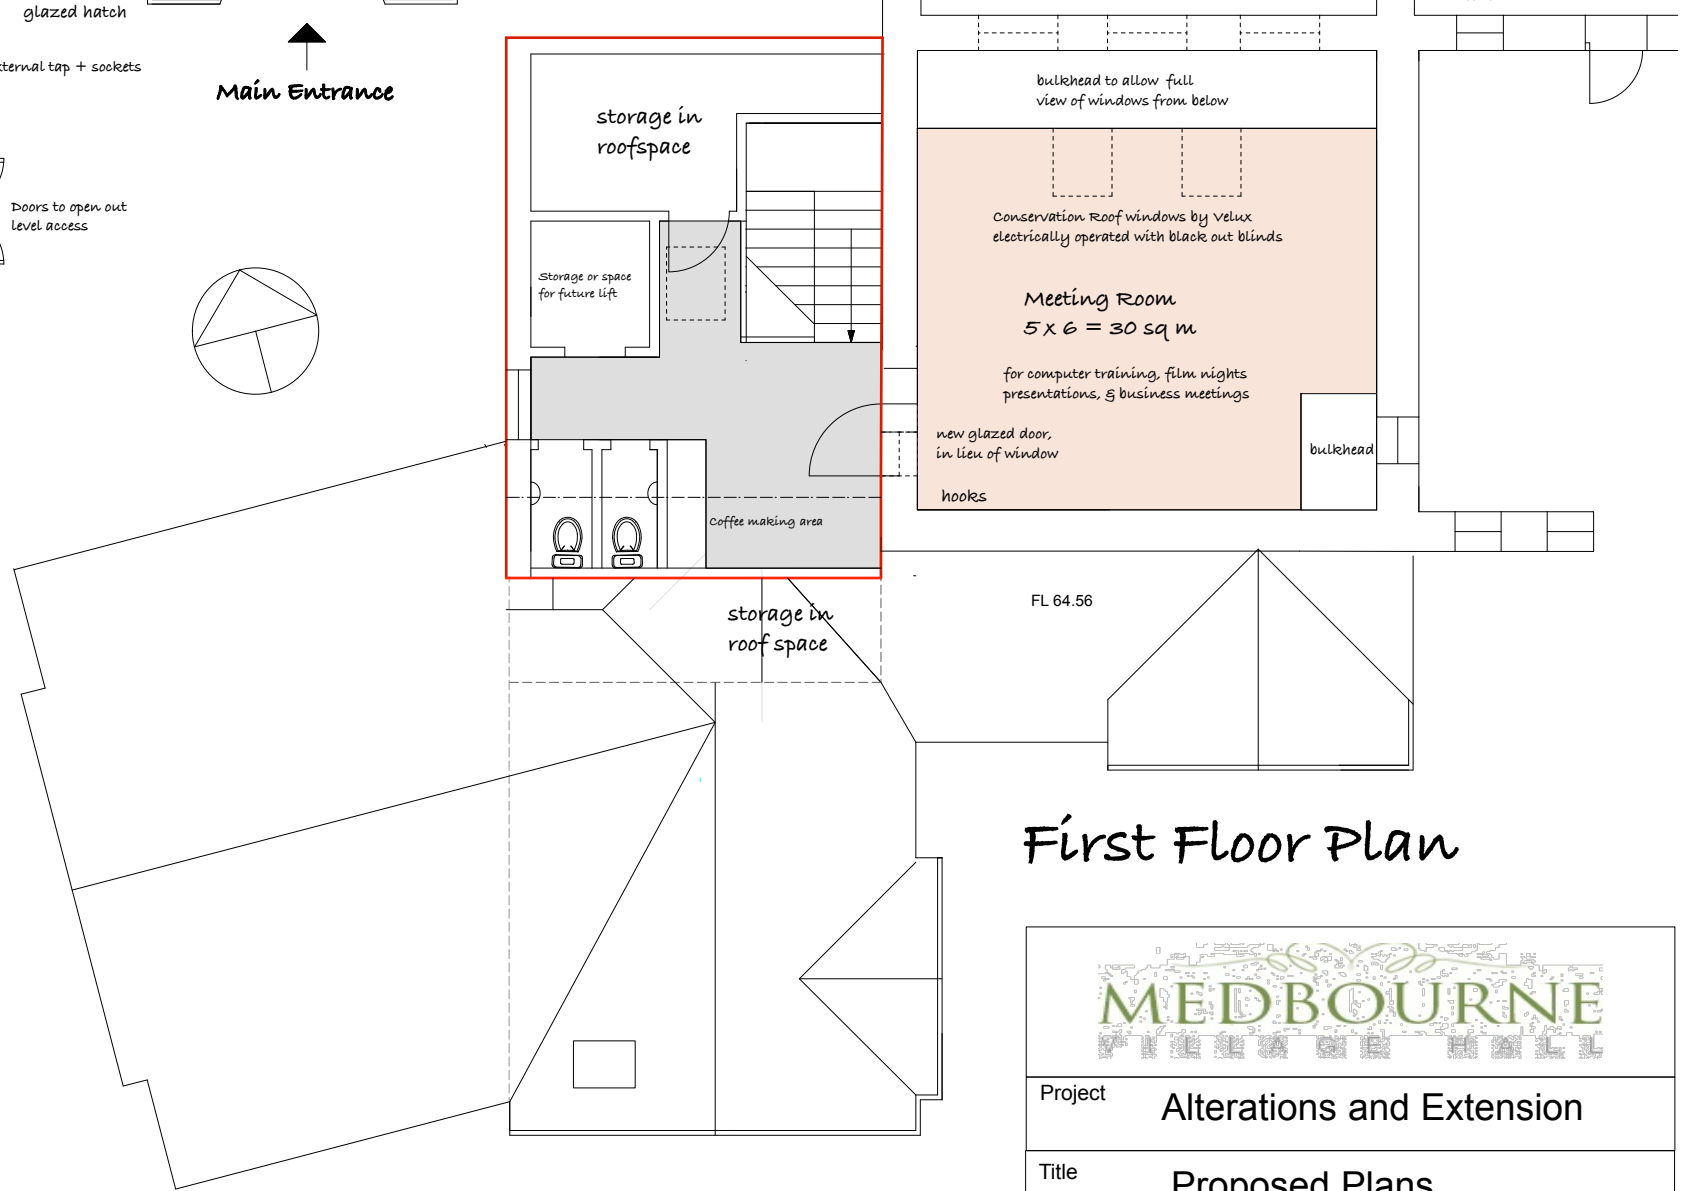 glazed hatch
xternal tap + sockets
Main Entrance
Doors to open out
level access
storage in
roofspace
Storage or space
for future lift
Coffee making area
storage in
roof space
bulkhead to allow full
view of windows from below
Conservation Roof windows by Velux
electrically operated with black out blinds
Meeting Room
5 x 6 = 30 sq m
for computer training, film nights
presentations, & business meetings
new glazed door,
in lieu of window
bulkhead
hooks
FL 64.56
First Floor Plan
MEDBOURNE
VILLAGE HALL
Project
Alterations and Extension
Title
Proposed Plans